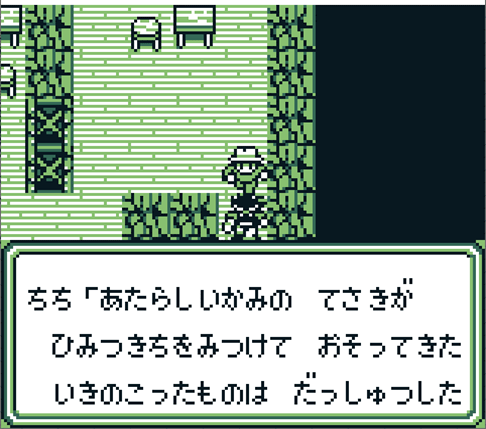 ちち「あたらしいかみの　てさきが
ひみつきちをみつけて　おそってきた
いきのこったものは　だっしゅつした